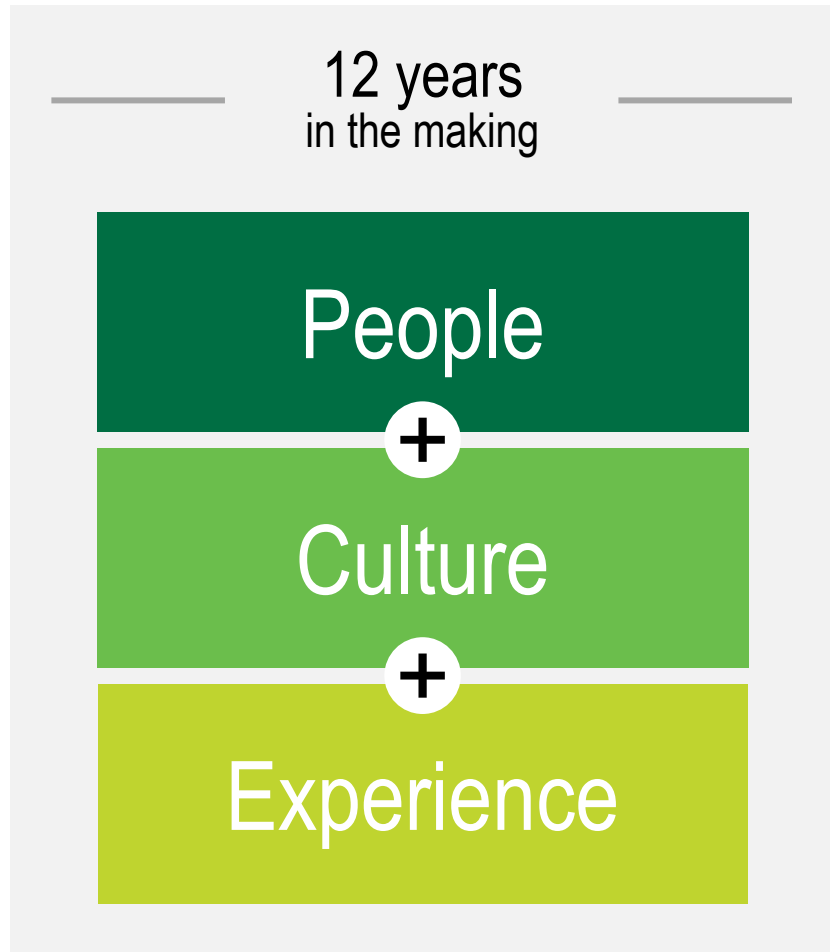 12 years
in the making
People
+
Culture
+
Experience